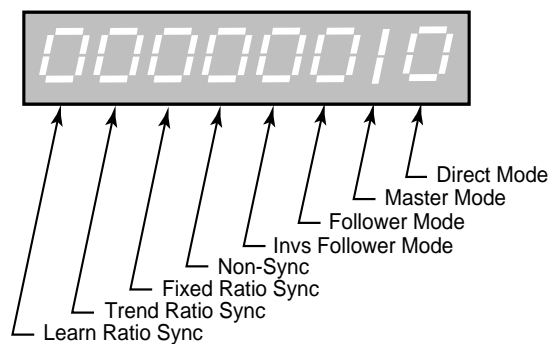 00000010
Direct Mode
Master Mode
Follower Mode
Invs Follower Mode
Non-Sync
Fixed Ratio Sync
Trend Ratio Sync
Learn Ratio Sync